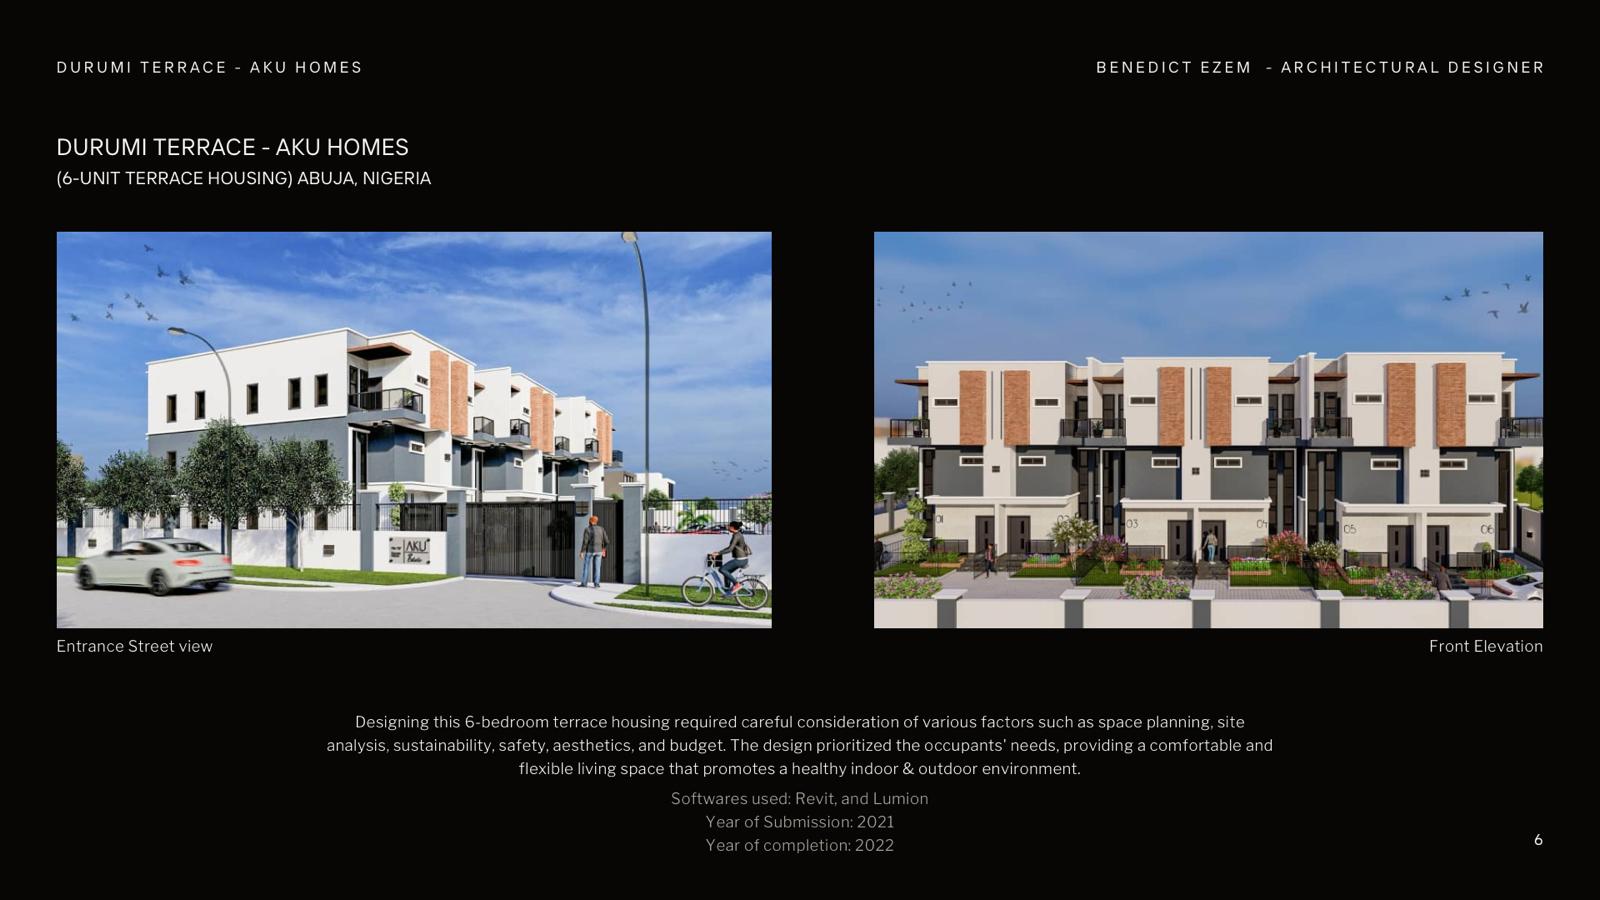 DURUMI TERRACE - AKU HOMES
BENEDICT EZEM - ARCHITECTURAL DESIGNER
DURUMI TERRACE - AKU HOMES
(6-UNIT TERRACE HOUSING) ABUJA, NIGERIA
AKU
Estate
01
02
03
04
05
06
Entrance Street view
Front Elevation
Designing this 6-bedroom terrace housing required careful consideration of various factors such as space planning, site
analysis, sustainability, safety, aesthetics, and budget. The design prioritized the occupants' needs, providing a comfortable and
flexible living space that promotes a healthy indoor & outdoor environment.
Softwares used: Revit, and Lumion
Year of Submission: 2021
Year of completion: 2022
6